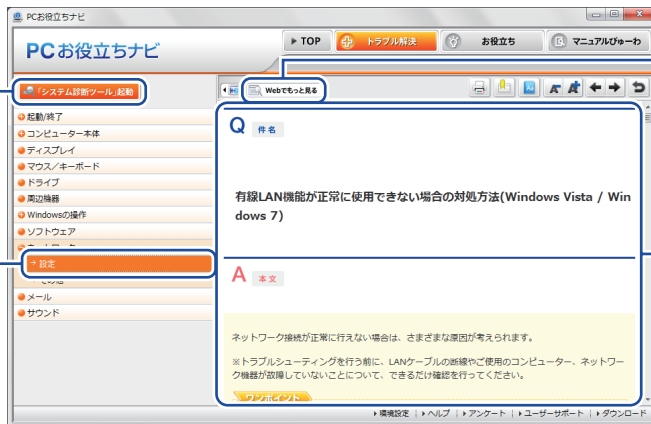 PCお役立ちナビ
PCお役立ちナビ
TOP
トラブル解決
お役立ち
マニュアルびゅーわ
「システム診断ツール」起動
Webでもっと見る
起動/終了
コンピューター本体
ディスプレイ
マウス/キーボード
ドライブ
周辺機器
Windowsの操作
ソフトウェア
設定
メール
サウンド
Q 件名
有線LAN機能が正常に使用できない場合の対処方法(Windows Vista / Win
dows 7)
A 本文
ネットワーク接続が正常に行えない場合は、さまざまな原因が考えられます。
※トラブルシューティングを行う前に、LANケーブルの断線やご使用のコンピューター、ネットワー
ク機器が故障していないことについて、できるだけ確認を行ってください。
ワンポイント
環境設定 | ヘルプ | アンケート | ユーザーサポート | ダウンロード